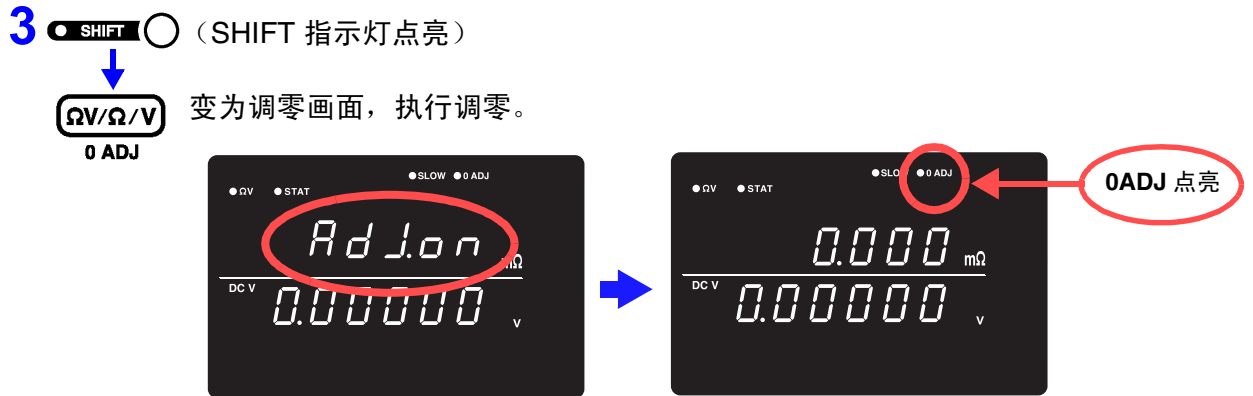 3 SHIFT (SHIFT 指示灯点亮)
ΩV/Ω/V 变为调零画面，执行调零。
0 ADJ
SLOW 0 ADJ
ΩV STAT
Adj.on mΩ
DC V
0.00000 V
SLOW 0 ADJ
ΩV STAT
0.000 mΩ
DC V
0.00000 V
0ADJ 点亮